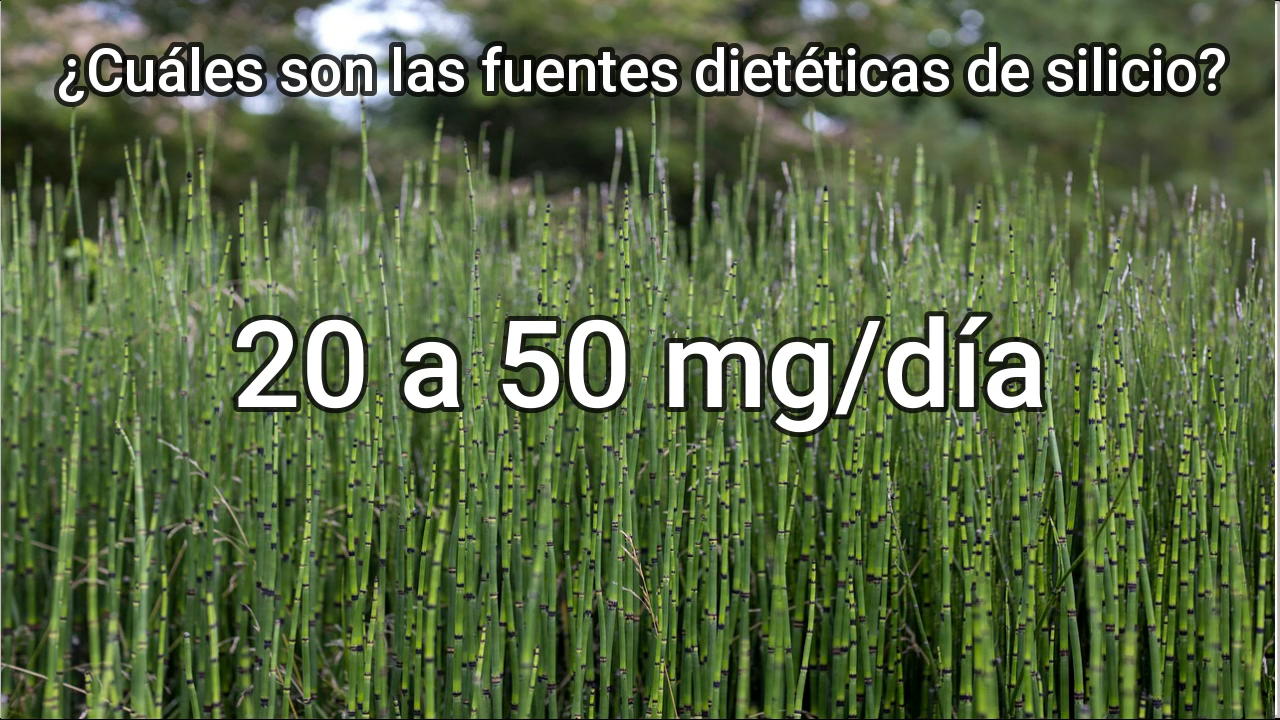 ¿Cuáles son las fuentes dietéticas de silicio?
20 a 50 mg/día